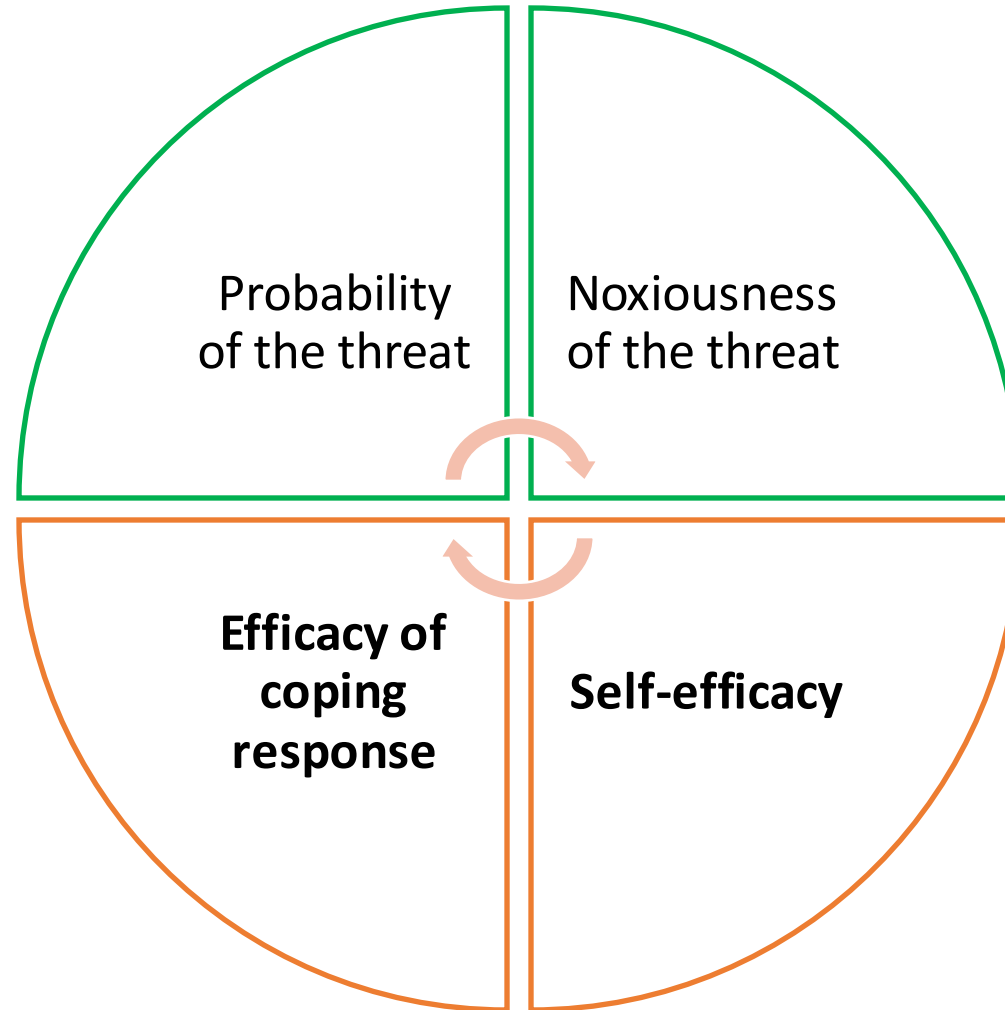 Probability
of the threat
Noxiousness
of the threat
Efficacy of
coping
response
Self-efficacy